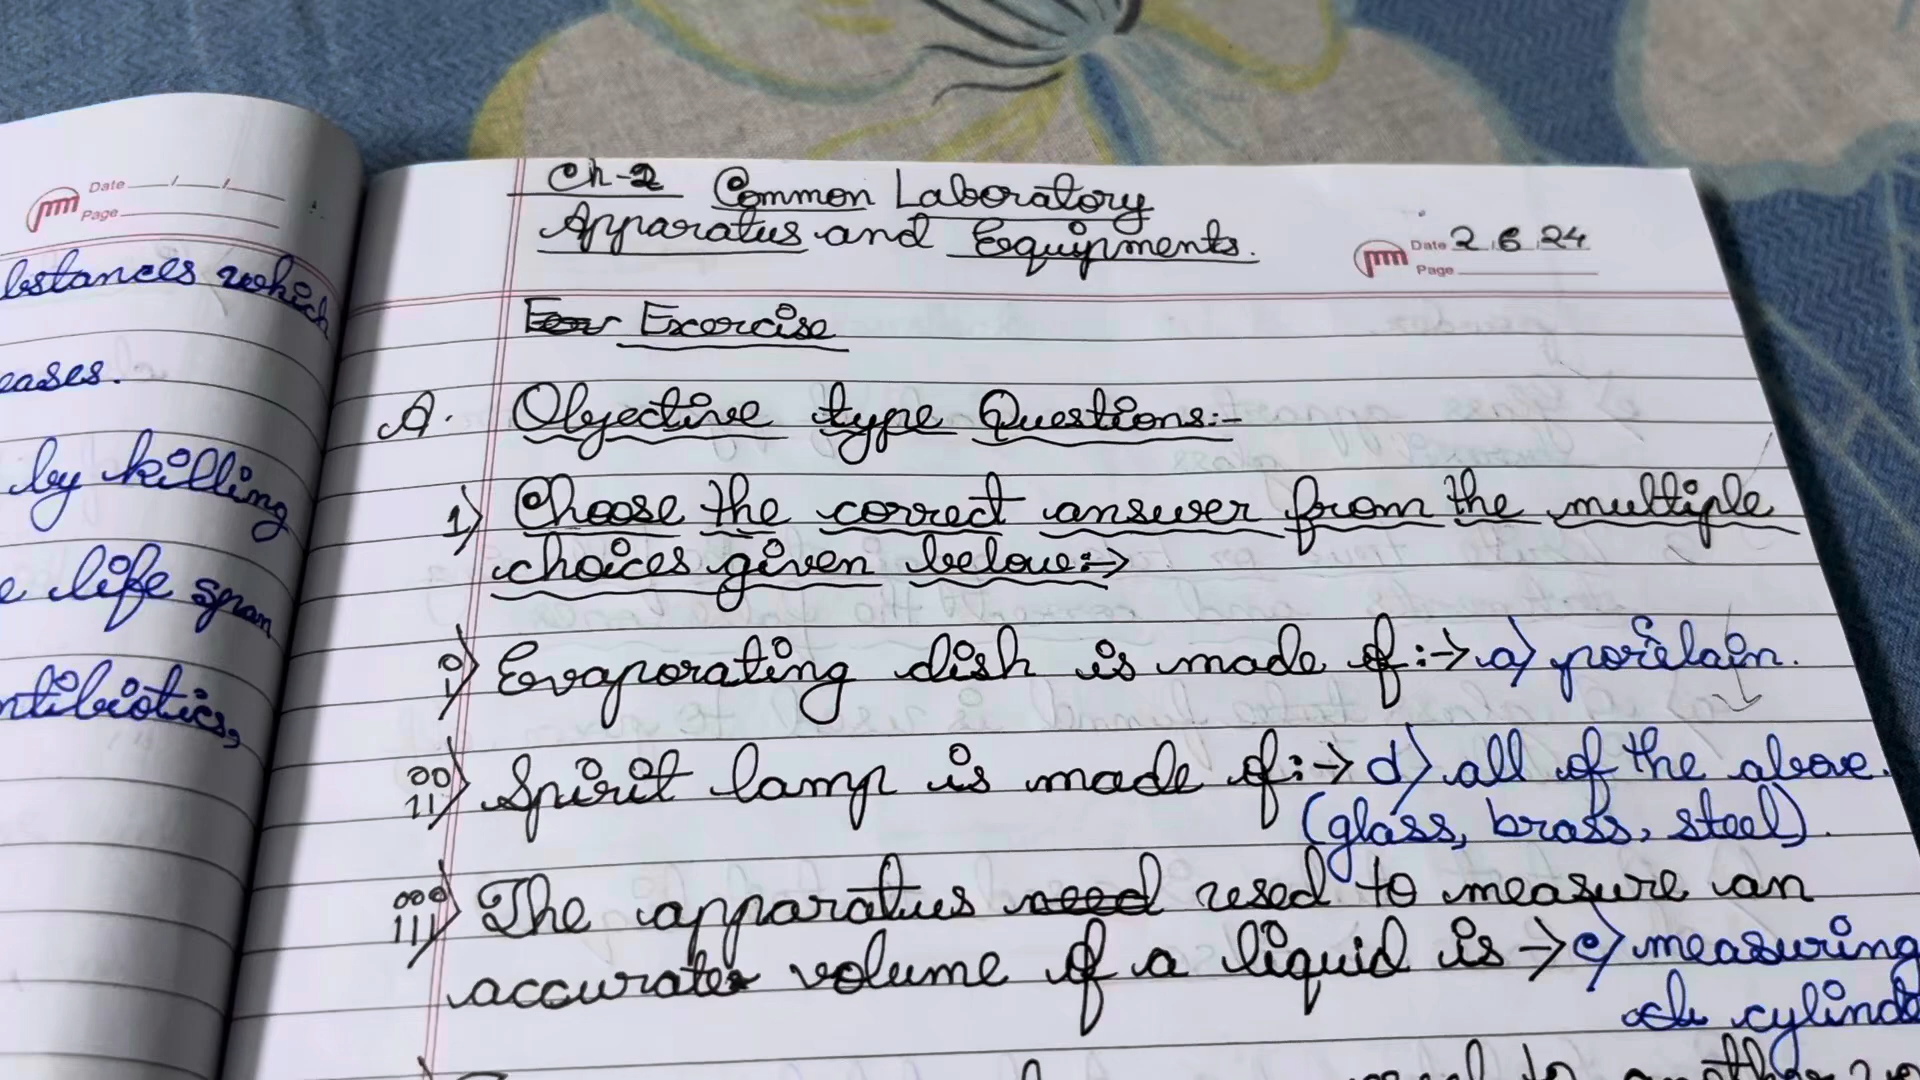 Date / /
Page
bstances which
eases.
by killing
e life span
ntibiotics,
Ch-2 Common Laboratory
Apparatus and Equipments.
Date 2.6.24
Page
Exercise
A. Objective type Questions:-
1) Choose the correct answer from the multiple
choices given below:→
i) Evaporating dish is made of:→ a) porcelain.
ii) Spirit lamp is made of:→ d) all of the above.
(glass, brass, steel).
iii) The apparatus used to measure an
accurate volume of a liquid is → c) measuring
cylind